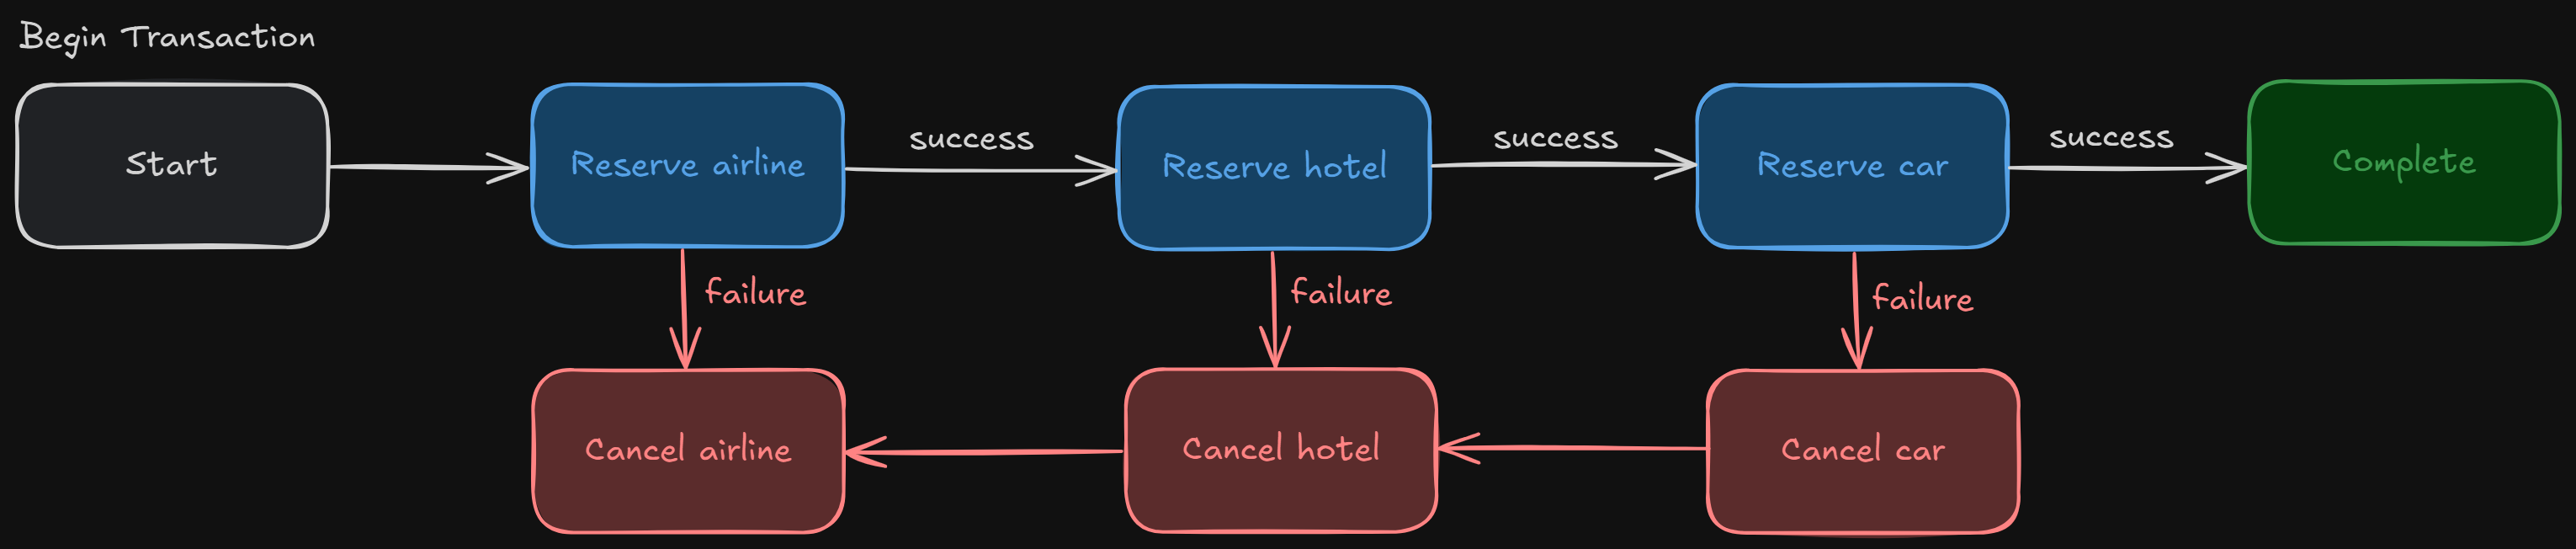 Begin Transaction
Start
Reserve airline
success
Reserve hotel
success
Reserve car
success
Complete
failure
failure
failure
Cancel airline
Cancel hotel
Cancel car